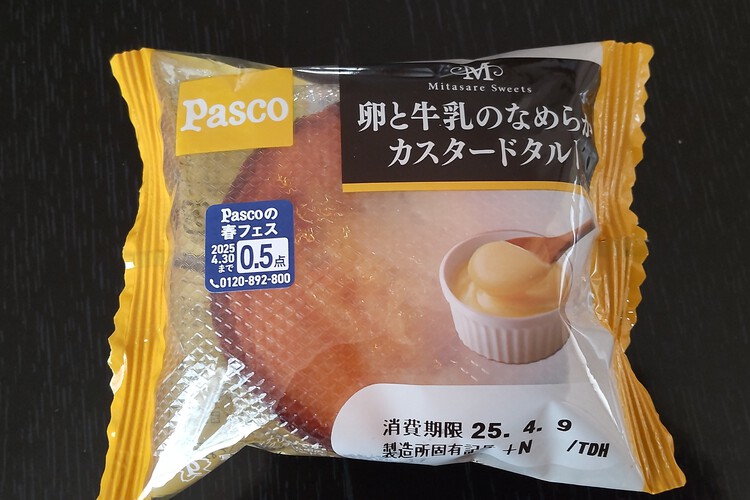 Pasco
M
Mitasare Sweets
卵と牛乳のなめらか
カスタードタルト
Pascoの
春フェス
2025
4.30
まで
0.5点
0120-892-800
消費期限 25. 4. 9
製造所固有記号 +N /TDH